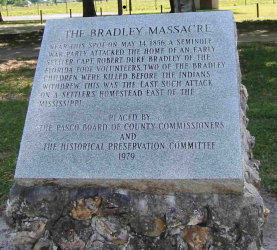 THE BRADLEY MASSACRE
NEAR THIS SPOT ON MAY 14, 1856 A SEMINOLE
WAR PARTY ATTACKED THE HOME OF AN EARLY
SETTLER CAPT. ROBERT DUKE BRADLEY OF THE
FLORIDA FOOT VOLUNTEERS. TWO OF THE BRADLEY
CHILDREN WERE KILLED BEFORE THE INDIANS
WITHDREW. THIS WAS THE LAST SUCH ATTACK
ON A SETTLERS HOMESTEAD EAST OF THE
MISSISSIPPI.
PLACED BY
THE PASCO BOARD OF COUNTY COMMISSIONERS
AND
THE HISTORICAL PRESERVATION COMMITTEE
1979